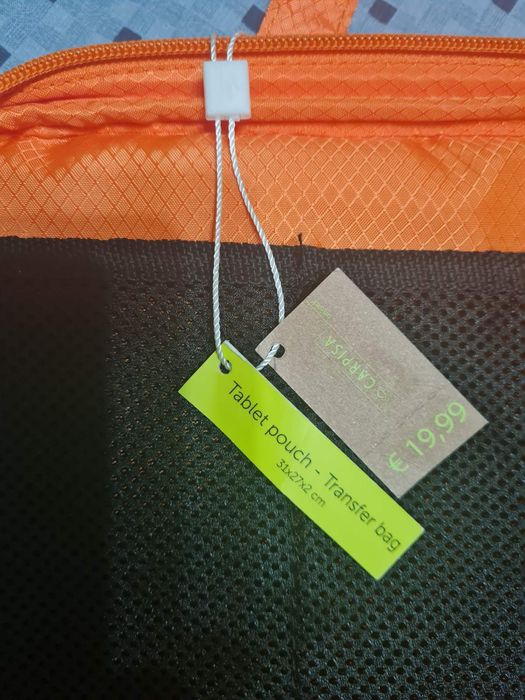 CARPISA
€ 19,99
Tablet pouch - Transfer bag
31x27x2 cm